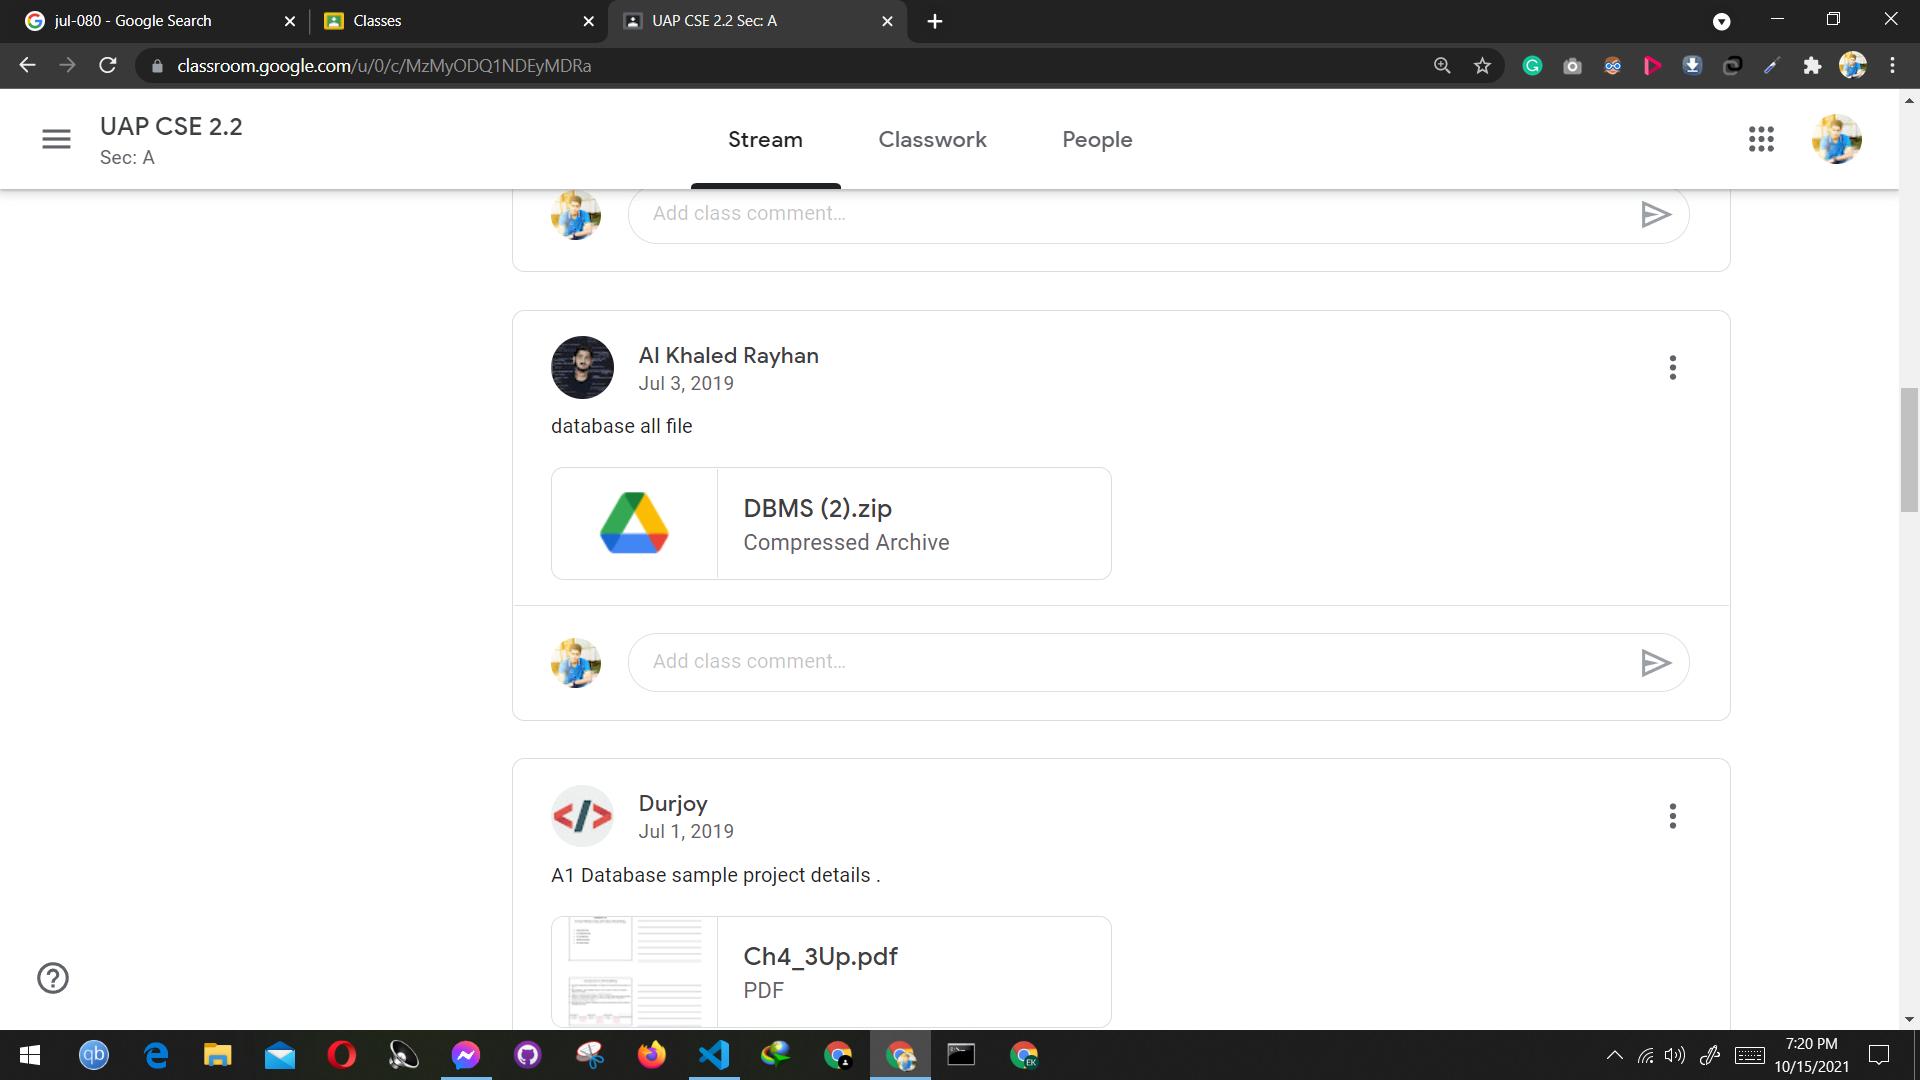 jul-080 - Google Search
Classes
UAP CSE 2.2 Sec: A
classroom.google.com/u/0/c/MzMyODQ1NDEyMDRa
UAP CSE 2.2
Sec: A
Stream
Classwork
People
Add class comment...
Al Khaled Rayhan
Jul 3, 2019
database all file
DBMS (2).zip
Compressed Archive
Add class comment...
Durjoy
Jul 1, 2019
A1 Database sample project details .
Ch4_3Up.pdf
PDF
qb
EK
7:20 PM
10/15/2021